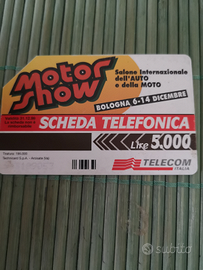 Motor
Show
Salone Internazionale
dell'AUTO
e della MOTO
BOLOGNA 6-14 DICEMBRE
SCHEDA TELEFONICA
Lire 5.000
TELECOM
ITALIA
Subito